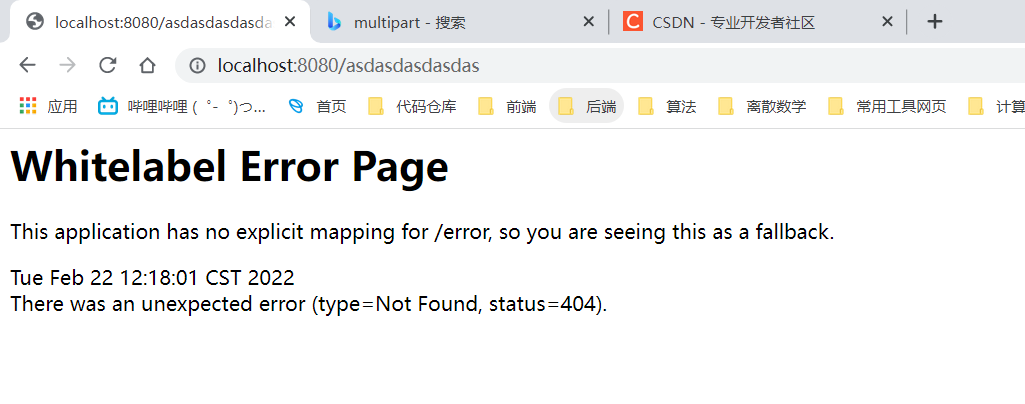 localhost:8080/asdasdasdasda
multipart - 搜索
CSDN - 专业开发者社区
localhost:8080/asdasdasdasdas
应用 哔哩哔哩 ( ゜- ゜)つ... 首页 代码仓库 前端 后端 算法 离散数学 常用工具网页 计算
Whitelabel Error Page
This application has no explicit mapping for /error, so you are seeing this as a fallback.
Tue Feb 22 12:18:01 CST 2022
There was an unexpected error (type=Not Found, status=404).